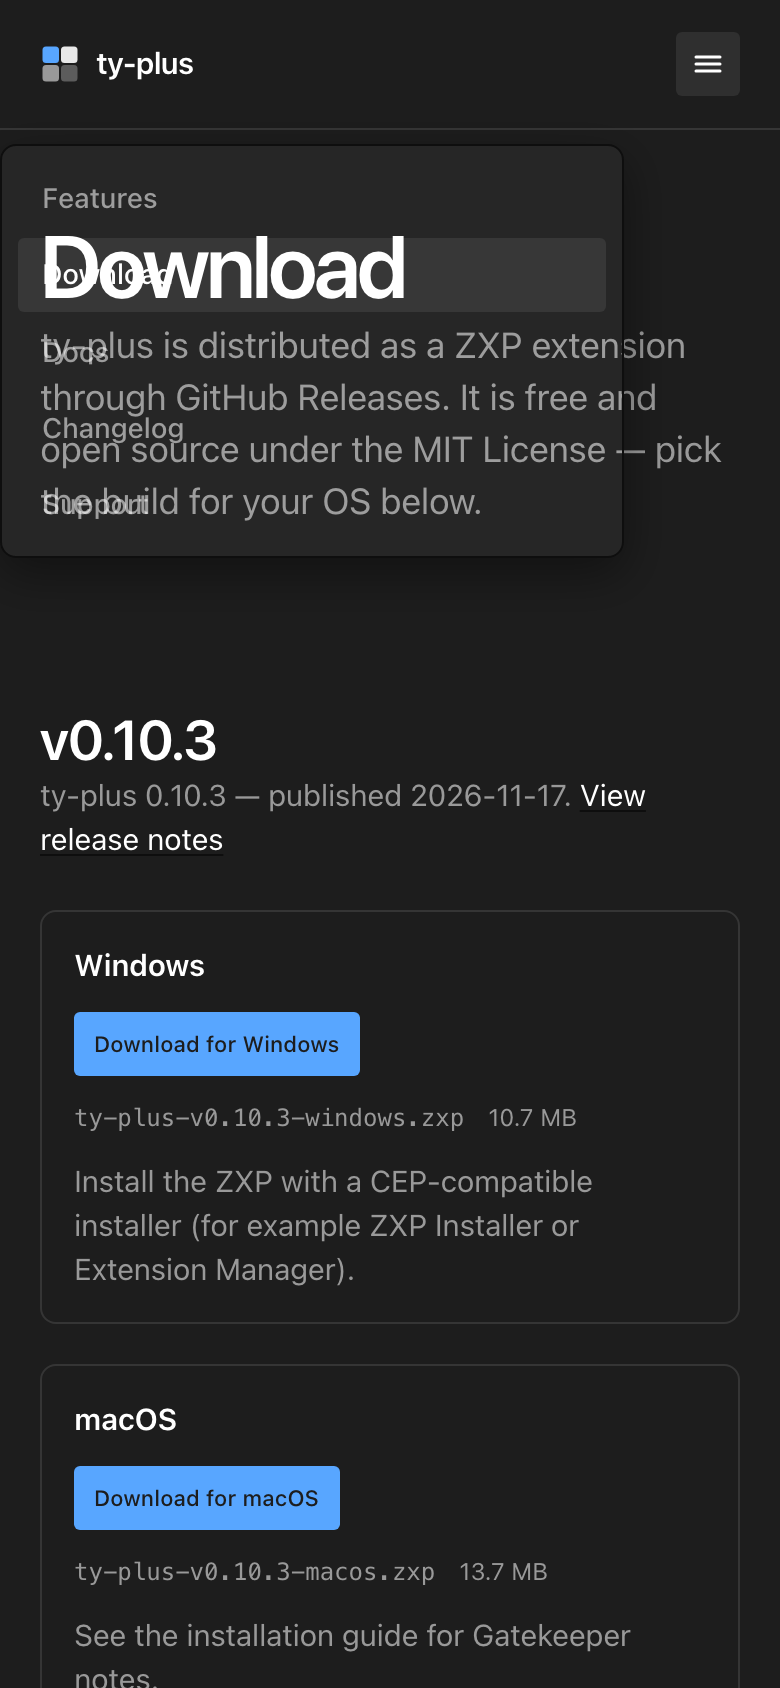 ty-plus
Features
Download
Download
Docs
ty-plus is distributed as a ZXP extension
through GitHub Releases. It is free and
Changelog
open source under the MIT License — pick
Support
the build for your OS below.
v0.10.3
ty-plus 0.10.3 — published 2026-11-17. View
release notes
Windows
Download for Windows
ty-plus-v0.10.3-windows.zxp 10.7 MB
Install the ZXP with a CEP-compatible
installer (for example ZXP Installer or
Extension Manager).
macOS
Download for macOS
ty-plus-v0.10.3-macos.zxp 13.7 MB
See the installation guide for Gatekeeper
notes.